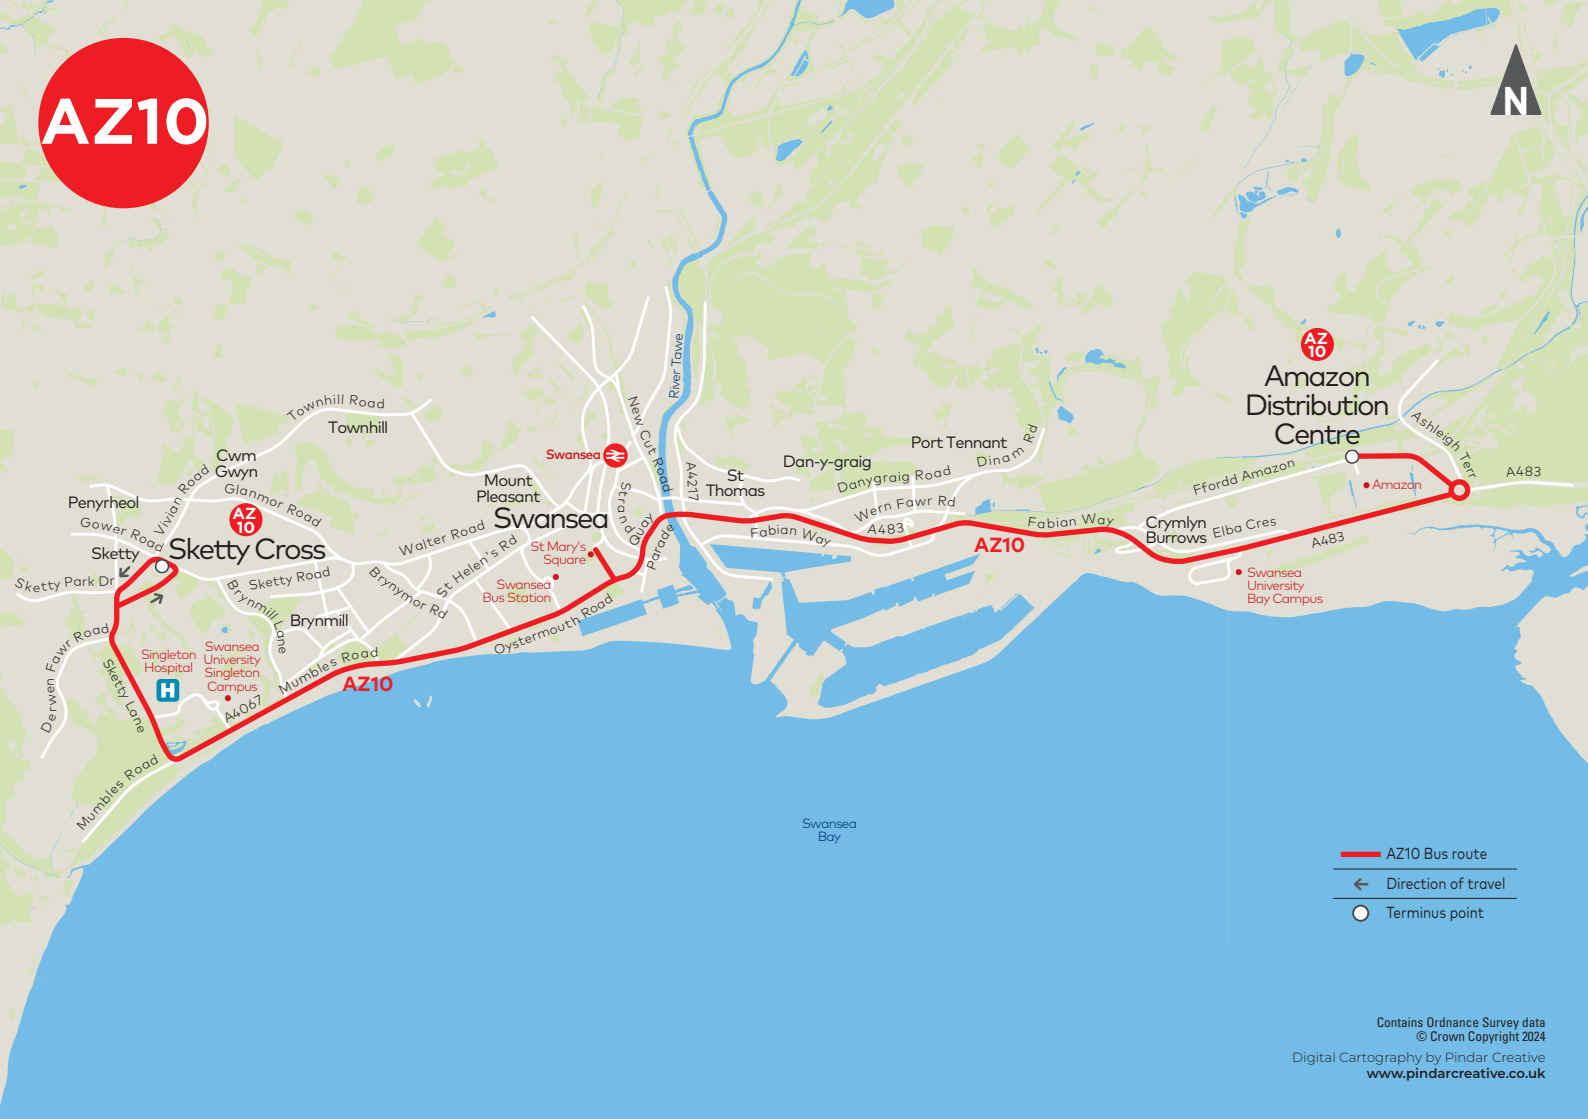 AZ10
N
AZ
10
Amazon
Distribution
Centre
Ashleigh Terr
A483
Amazon
Ffordd Amazon
River Tawe
New Cut Road
A4217
Townhill Road
Townhill
Cwm
Gwyn
Vivian Road
Glanmor Road
Penyrheol
Gower Road
AZ
10
Sketty
Sketty Cross
Sketty Park Dr
Swansea
Mount
Pleasant
Swansea
Strand
Quay
Parade
Walter Road
St Helen's Rd
St Mary's
Square
Swansea
Bus Station
St
Thomas
Dan-y-graig
Port Tennant
Dinam Rd
Danygraig Road
Wern Fawr Rd
A483
Fabian Way
Fabian Way
AZ10
Crymlyn
Burrows
Elba Cres
A483
Swansea
University
Bay Campus
Sketty Road
Brynmill Lane
Brynymor Rd
Brynmill
Oystermouth Road
Mumbles Road
AZ10
Derwen Fawr Road
Sketty Lane
Singleton
Hospital
H
Swansea
University
Singleton
Campus
A4067
Mumbles Road
Swansea
Bay
AZ10 Bus route
Direction of travel
Terminus point
Contains Ordnance Survey data
© Crown Copyright 2024
Digital Cartography by Pindar Creative
www.pindarcreative.co.uk